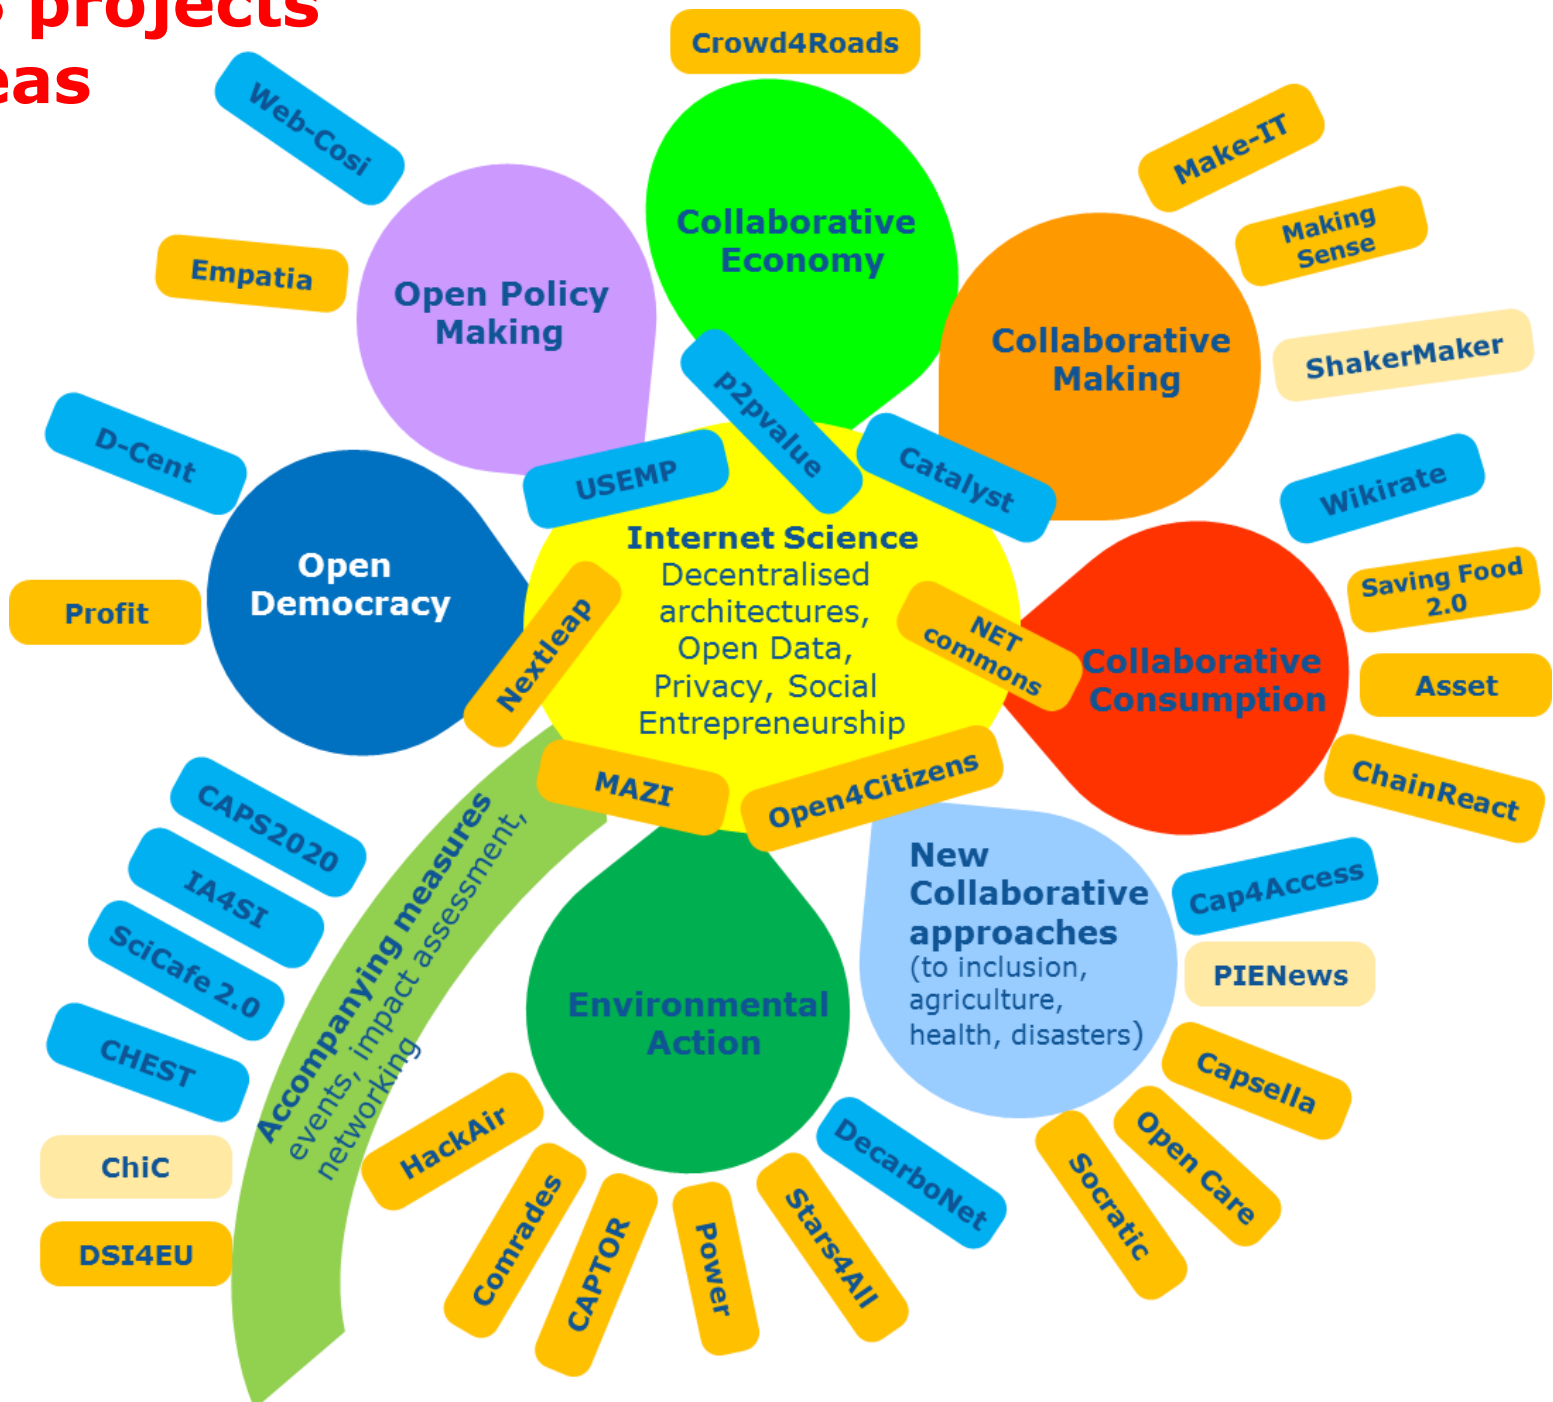 s projects
eas
Crowd4Roads
Web-Cosi
Empatia
Open Policy
Making
Collaborative
Economy
Make-IT
Making
Sense
ShakerMaker
Collaborative
Making
p2pvalue
USEMP
Catalyst
D-Cent
Profit
Open
Democracy
Nextleap
Internet Science
Decentralised
architectures,
Open Data,
Privacy, Social
Entrepreneurship
NET
commons
Collaborative
Consumption
Wikirate
Saving Food
2.0
Asset
ChainReact
MAZI
Open4Citizens
New
Collaborative
approaches
(to inclusion,
agriculture,
health, disasters)
Cap4Access
PIENews
Capsella
Open Care
Socratic
Environmental
Action
DecarboNet
Stars4All
Power
CAPTOR
Comrades
HackAir
Accompanying measures
events, impact assessment,
networking
CAPS2020
IA4SI
SciCafe 2.0
CHEST
ChiC
DSI4EU